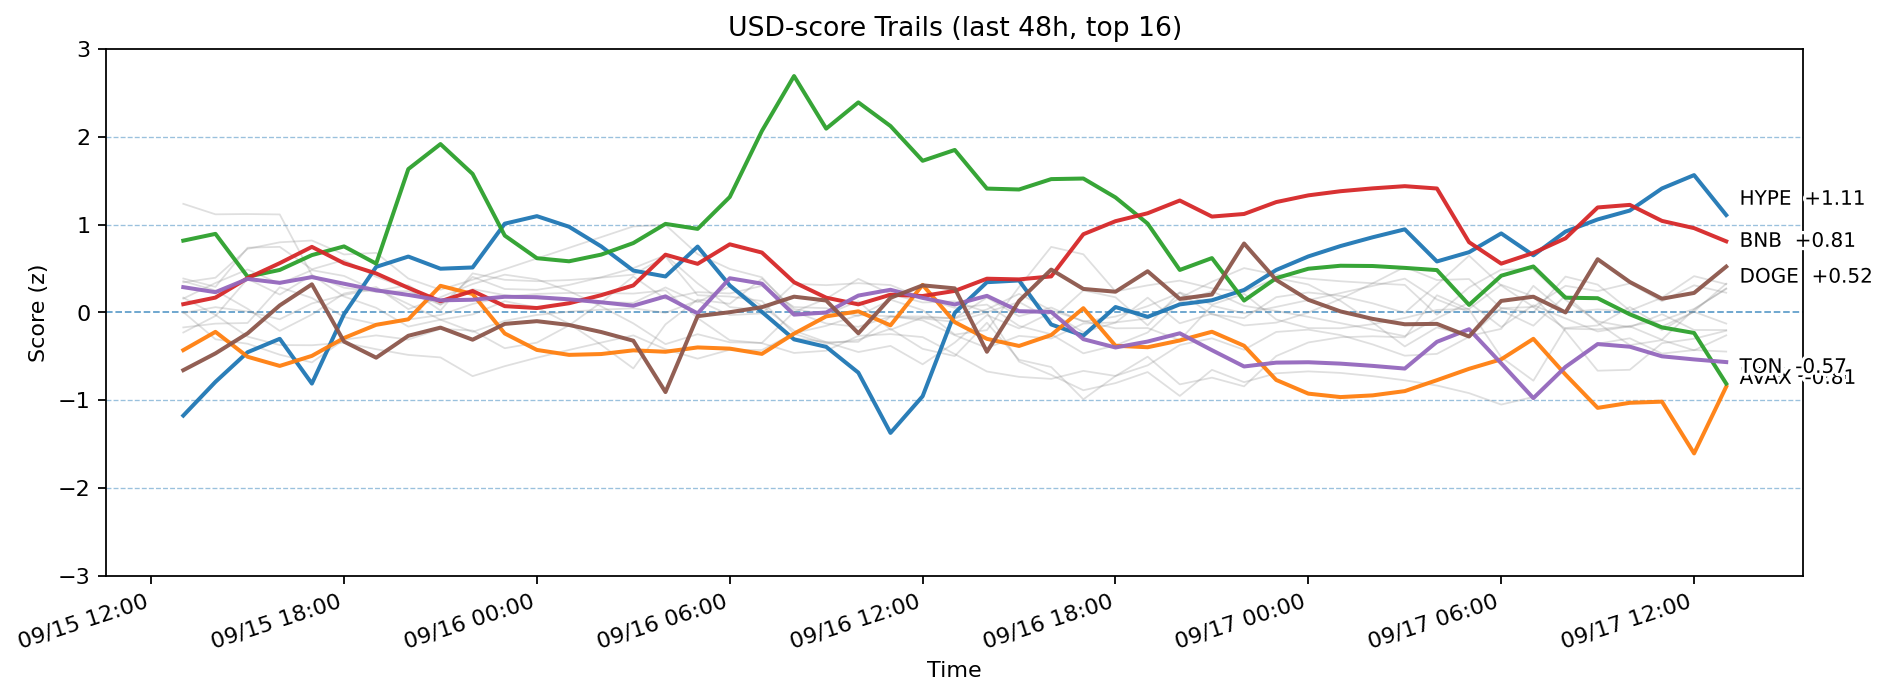 USD-score Trails (last 48h, top 16)
Score (z)
3
2
1
0
−1
−2
−3
HYPE +1.11
BNB +0.81
DOGE +0.52
TON -0.57
AVAX -0.81
09/15 12:00
09/15 18:00
09/16 00:00
09/16 06:00
09/16 12:00
09/16 18:00
09/17 00:00
09/17 06:00
09/17 12:00
Time